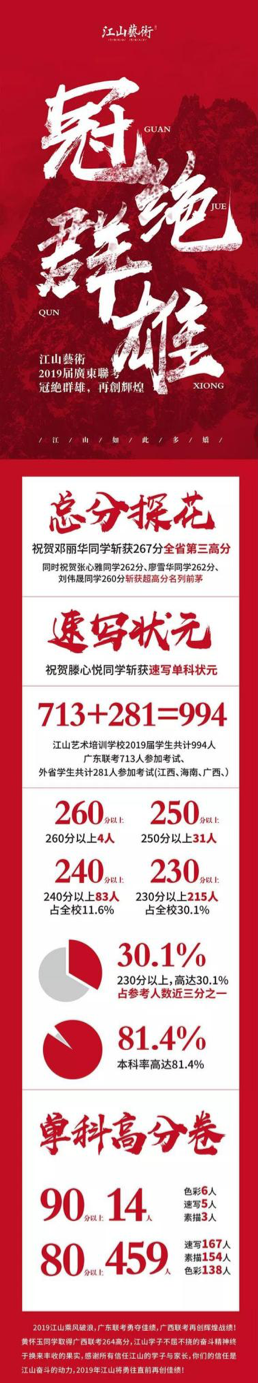 江山藝術
冠
GUAN
绝
JUE
群
QUN
雄
XIONG
江山藝術
2019届廣東聯考
冠絶群雄，再創輝煌
/ 江 / 山 / 如 / 此 / 多 / 嬌 /
总分探花
祝贺邓丽华同学斩获267分全省第三高分
同时祝贺张心雅同学262分、廖雪华同学262分、
刘伟晟同学260分斩获超高分名列前茅
速写状元
祝贺滕心悦同学斩获速写单科状元
713+281=994
江山艺术培训学校2019届学生共计994人
广东联考713人参加考试、
外省学生共计281人参加考试(江西、海南、广西、)
260分以上 250分以上
260分以上4人 250分以上31人
240分以上 230分以上
240分以上83人 230分以上215人
占全校11.6% 占全校30.1%
30.1%
230分以上，高达30.1%
占参考人数近三分之一
81.4%
本科率高达81.4%
单科高分卷
90分以上 14人
色彩6人
速写5人
素描3人
80分以上 459人
速写167人
素描154人
色彩138人
2019江山乘风破浪，广东联考勇夺佳绩，广西联考再创辉煌战绩！
黄怀玉同学取得广西联考264高分，江山学子不屈不挠的奋斗精神终
于换来丰收的果实，感谢所有信任江山的学子与家长，你们的信任是
江山奋斗的动力，2019年江山将勇往直前再创佳绩！